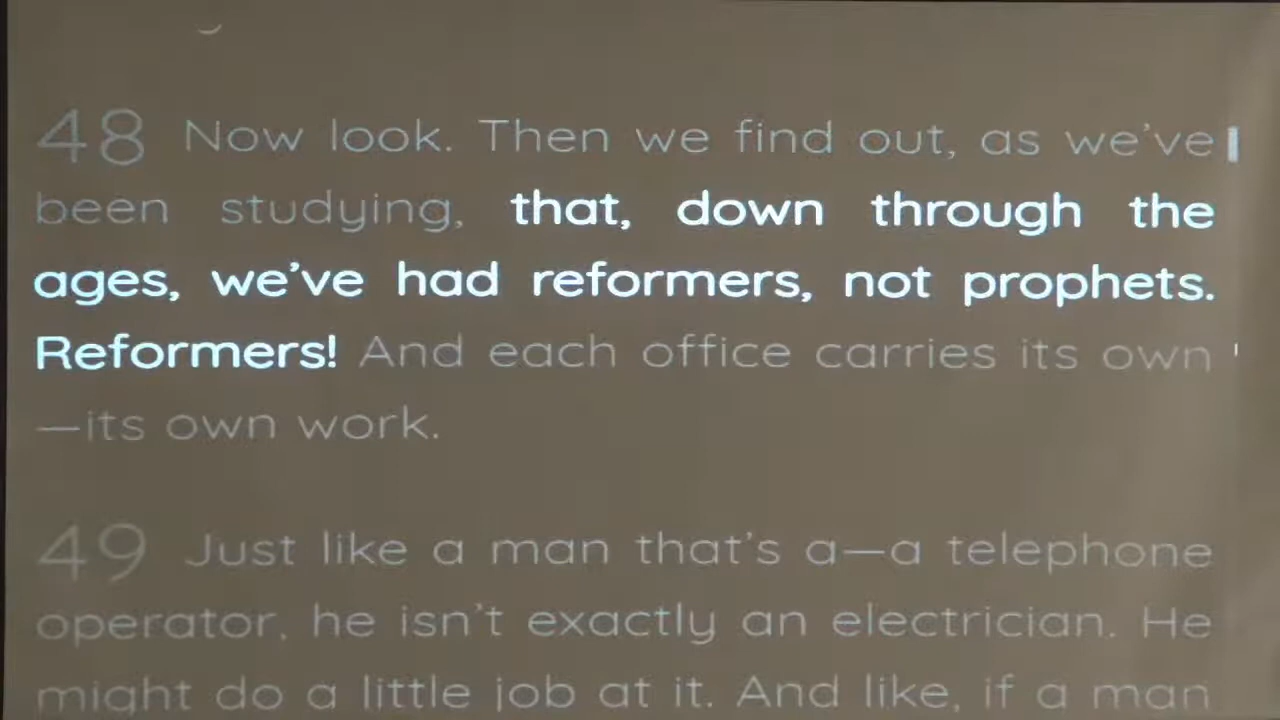 48 Now look. Then we find out, as we've
been studying, that, down through the
ages, we've had reformers, not prophets.
Reformers! And each office carries its own
—its own work.
49 Just like a man that's a—a telephone
operator, he isn't exactly an electrician. He
might do a little job at it. And like, if a man